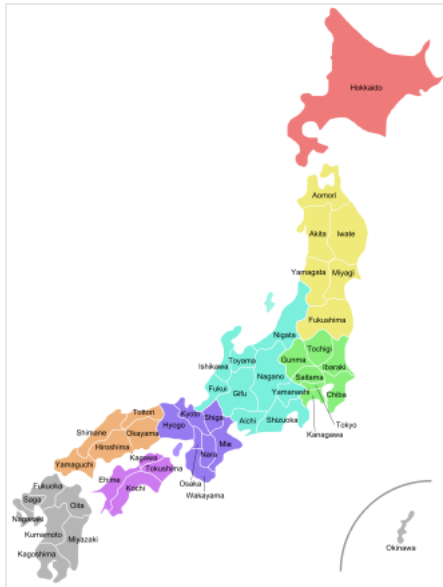 Hokkaido
Aomori
Akita
Iwate
Yamagata
Miyagi
Fukushima
Nigata
Tochigi
Gunma
Ibaraki
Toyama
Ishikawa
Nagano
Saitama
Fukui
Gifu
Yamanashi
Chiba
Tottori
Kyoto
Shiga
Aichi
Shizuoka
Tokyo
Hyogo
Kanagawa
Shimane
Okayama
Hiroshima
Mie
Nara
Kagawa
Yamaguchi
Tokushima
Ehime
Osaka
Kochi
Wakayama
Fukuoka
Saga
Oita
Nagasaki
Kumamoto
Miyazaki
Kagoshima
Okinawa